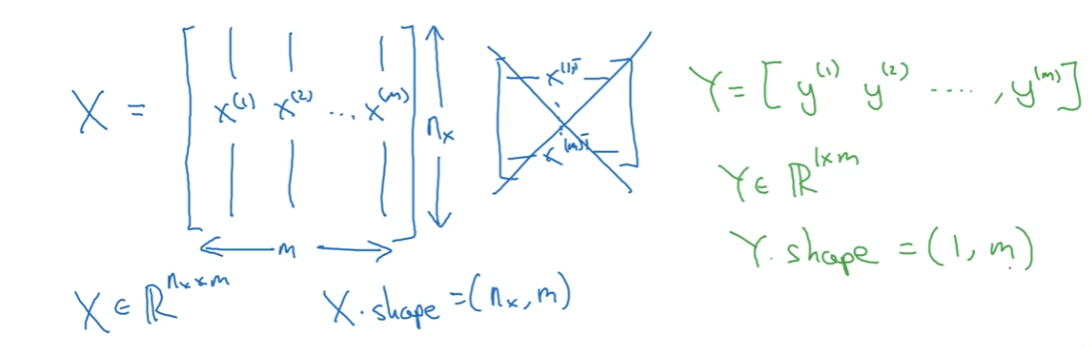 X = [ x^(1) x^(2) ... x^(m) ] n_x
m
X ∈ ℝ^(n_x × m)
X.shape = (n_x, m)
x^(1)T
⋮
x^(m)T
Y = [ y^(1) y^(2) ...., y^(m) ]
Y ∈ ℝ^(1×m)
Y.shape = (1, m)